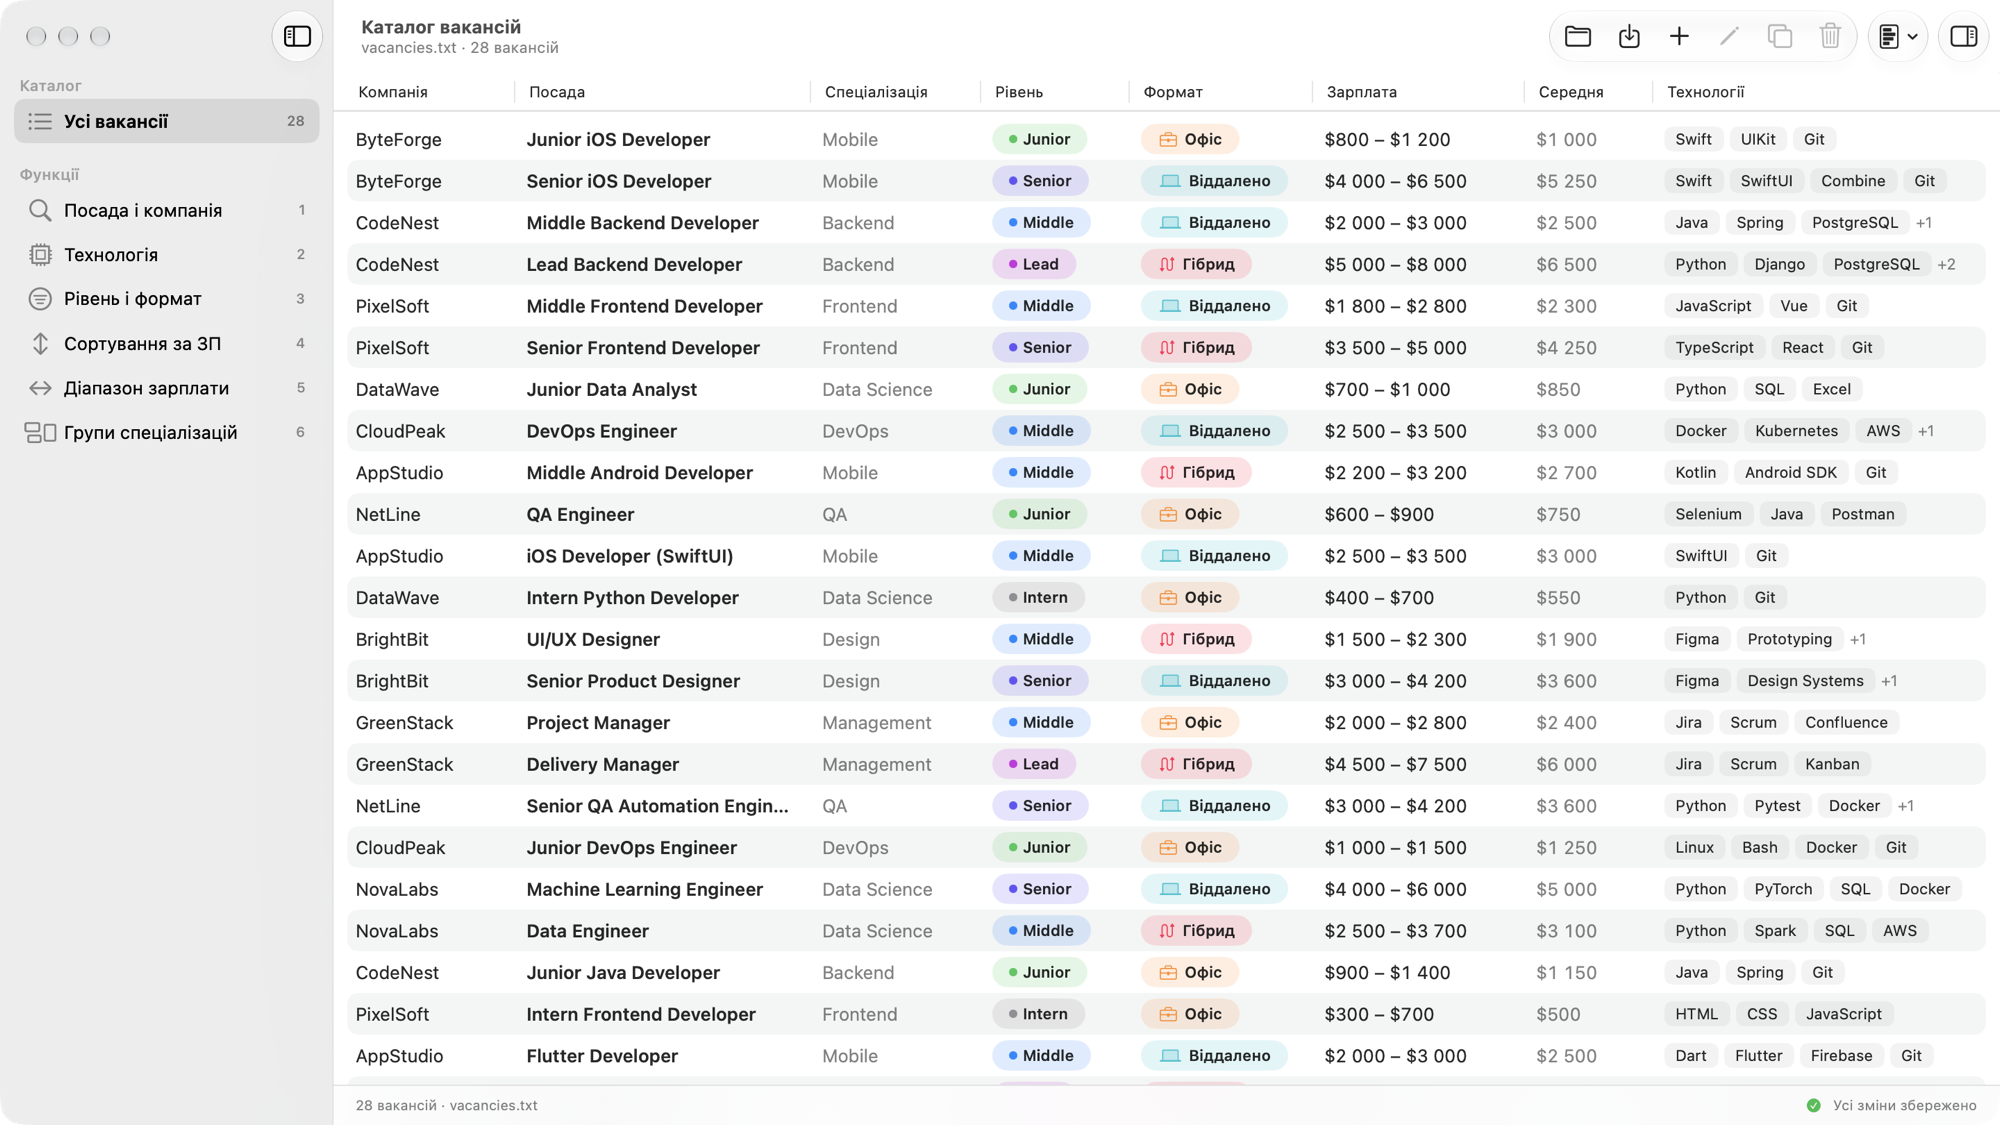 Каталог вакансій
vacancies.txt · 28 вакансій
Каталог
Усі вакансії 28
Функції
Посада і компанія 1
Технологія 2
Рівень і формат 3
Сортування за ЗП 4
Діапазон зарплати 5
Групи спеціалізацій 6
Компанія Посада Спеціалізація Рівень Формат Зарплата Середня Технології
ByteForge Junior iOS Developer Mobile Junior Офіс $800 – $1 200 $1 000 Swift UIKit Git
ByteForge Senior iOS Developer Mobile Senior Віддалено $4 000 – $6 500 $5 250 Swift SwiftUI Combine Git
CodeNest Middle Backend Developer Backend Middle Віддалено $2 000 – $3 000 $2 500 Java Spring PostgreSQL +1
CodeNest Lead Backend Developer Backend Lead Гібрид $5 000 – $8 000 $6 500 Python Django PostgreSQL +2
PixelSoft Middle Frontend Developer Frontend Middle Віддалено $1 800 – $2 800 $2 300 JavaScript Vue Git
PixelSoft Senior Frontend Developer Frontend Senior Гібрид $3 500 – $5 000 $4 250 TypeScript React Git
DataWave Junior Data Analyst Data Science Junior Офіс $700 – $1 000 $850 Python SQL Excel
CloudPeak DevOps Engineer DevOps Middle Віддалено $2 500 – $3 500 $3 000 Docker Kubernetes AWS +1
AppStudio Middle Android Developer Mobile Middle Гібрид $2 200 – $3 200 $2 700 Kotlin Android SDK Git
NetLine QA Engineer QA Junior Офіс $600 – $900 $750 Selenium Java Postman
AppStudio iOS Developer (SwiftUI) Mobile Middle Віддалено $2 500 – $3 500 $3 000 SwiftUI Git
DataWave Intern Python Developer Data Science Intern Офіс $400 – $700 $550 Python Git
BrightBit UI/UX Designer Design Middle Гібрид $1 500 – $2 300 $1 900 Figma Prototyping +1
BrightBit Senior Product Designer Design Senior Віддалено $3 000 – $4 200 $3 600 Figma Design Systems +1
GreenStack Project Manager Management Middle Офіс $2 000 – $2 800 $2 400 Jira Scrum Confluence
GreenStack Delivery Manager Management Lead Гібрид $4 500 – $7 500 $6 000 Jira Scrum Kanban
NetLine Senior QA Automation Engin... QA Senior Віддалено $3 000 – $4 200 $3 600 Python Pytest Docker +1
CloudPeak Junior DevOps Engineer DevOps Junior Офіс $1 000 – $1 500 $1 250 Linux Bash Docker Git
NovaLabs Machine Learning Engineer Data Science Senior Віддалено $4 000 – $6 000 $5 000 Python PyTorch SQL Docker
NovaLabs Data Engineer Data Science Middle Гібрид $2 500 – $3 700 $3 100 Python Spark SQL AWS
CodeNest Junior Java Developer Backend Junior Офіс $900 – $1 400 $1 150 Java Spring Git
PixelSoft Intern Frontend Developer Frontend Intern Офіс $300 – $700 $500 HTML CSS JavaScript
AppStudio Flutter Developer Mobile Middle Віддалено $2 000 – $3 000 $2 500 Dart Flutter Firebase Git
28 вакансій · vacancies.txt
Усі зміни збережено